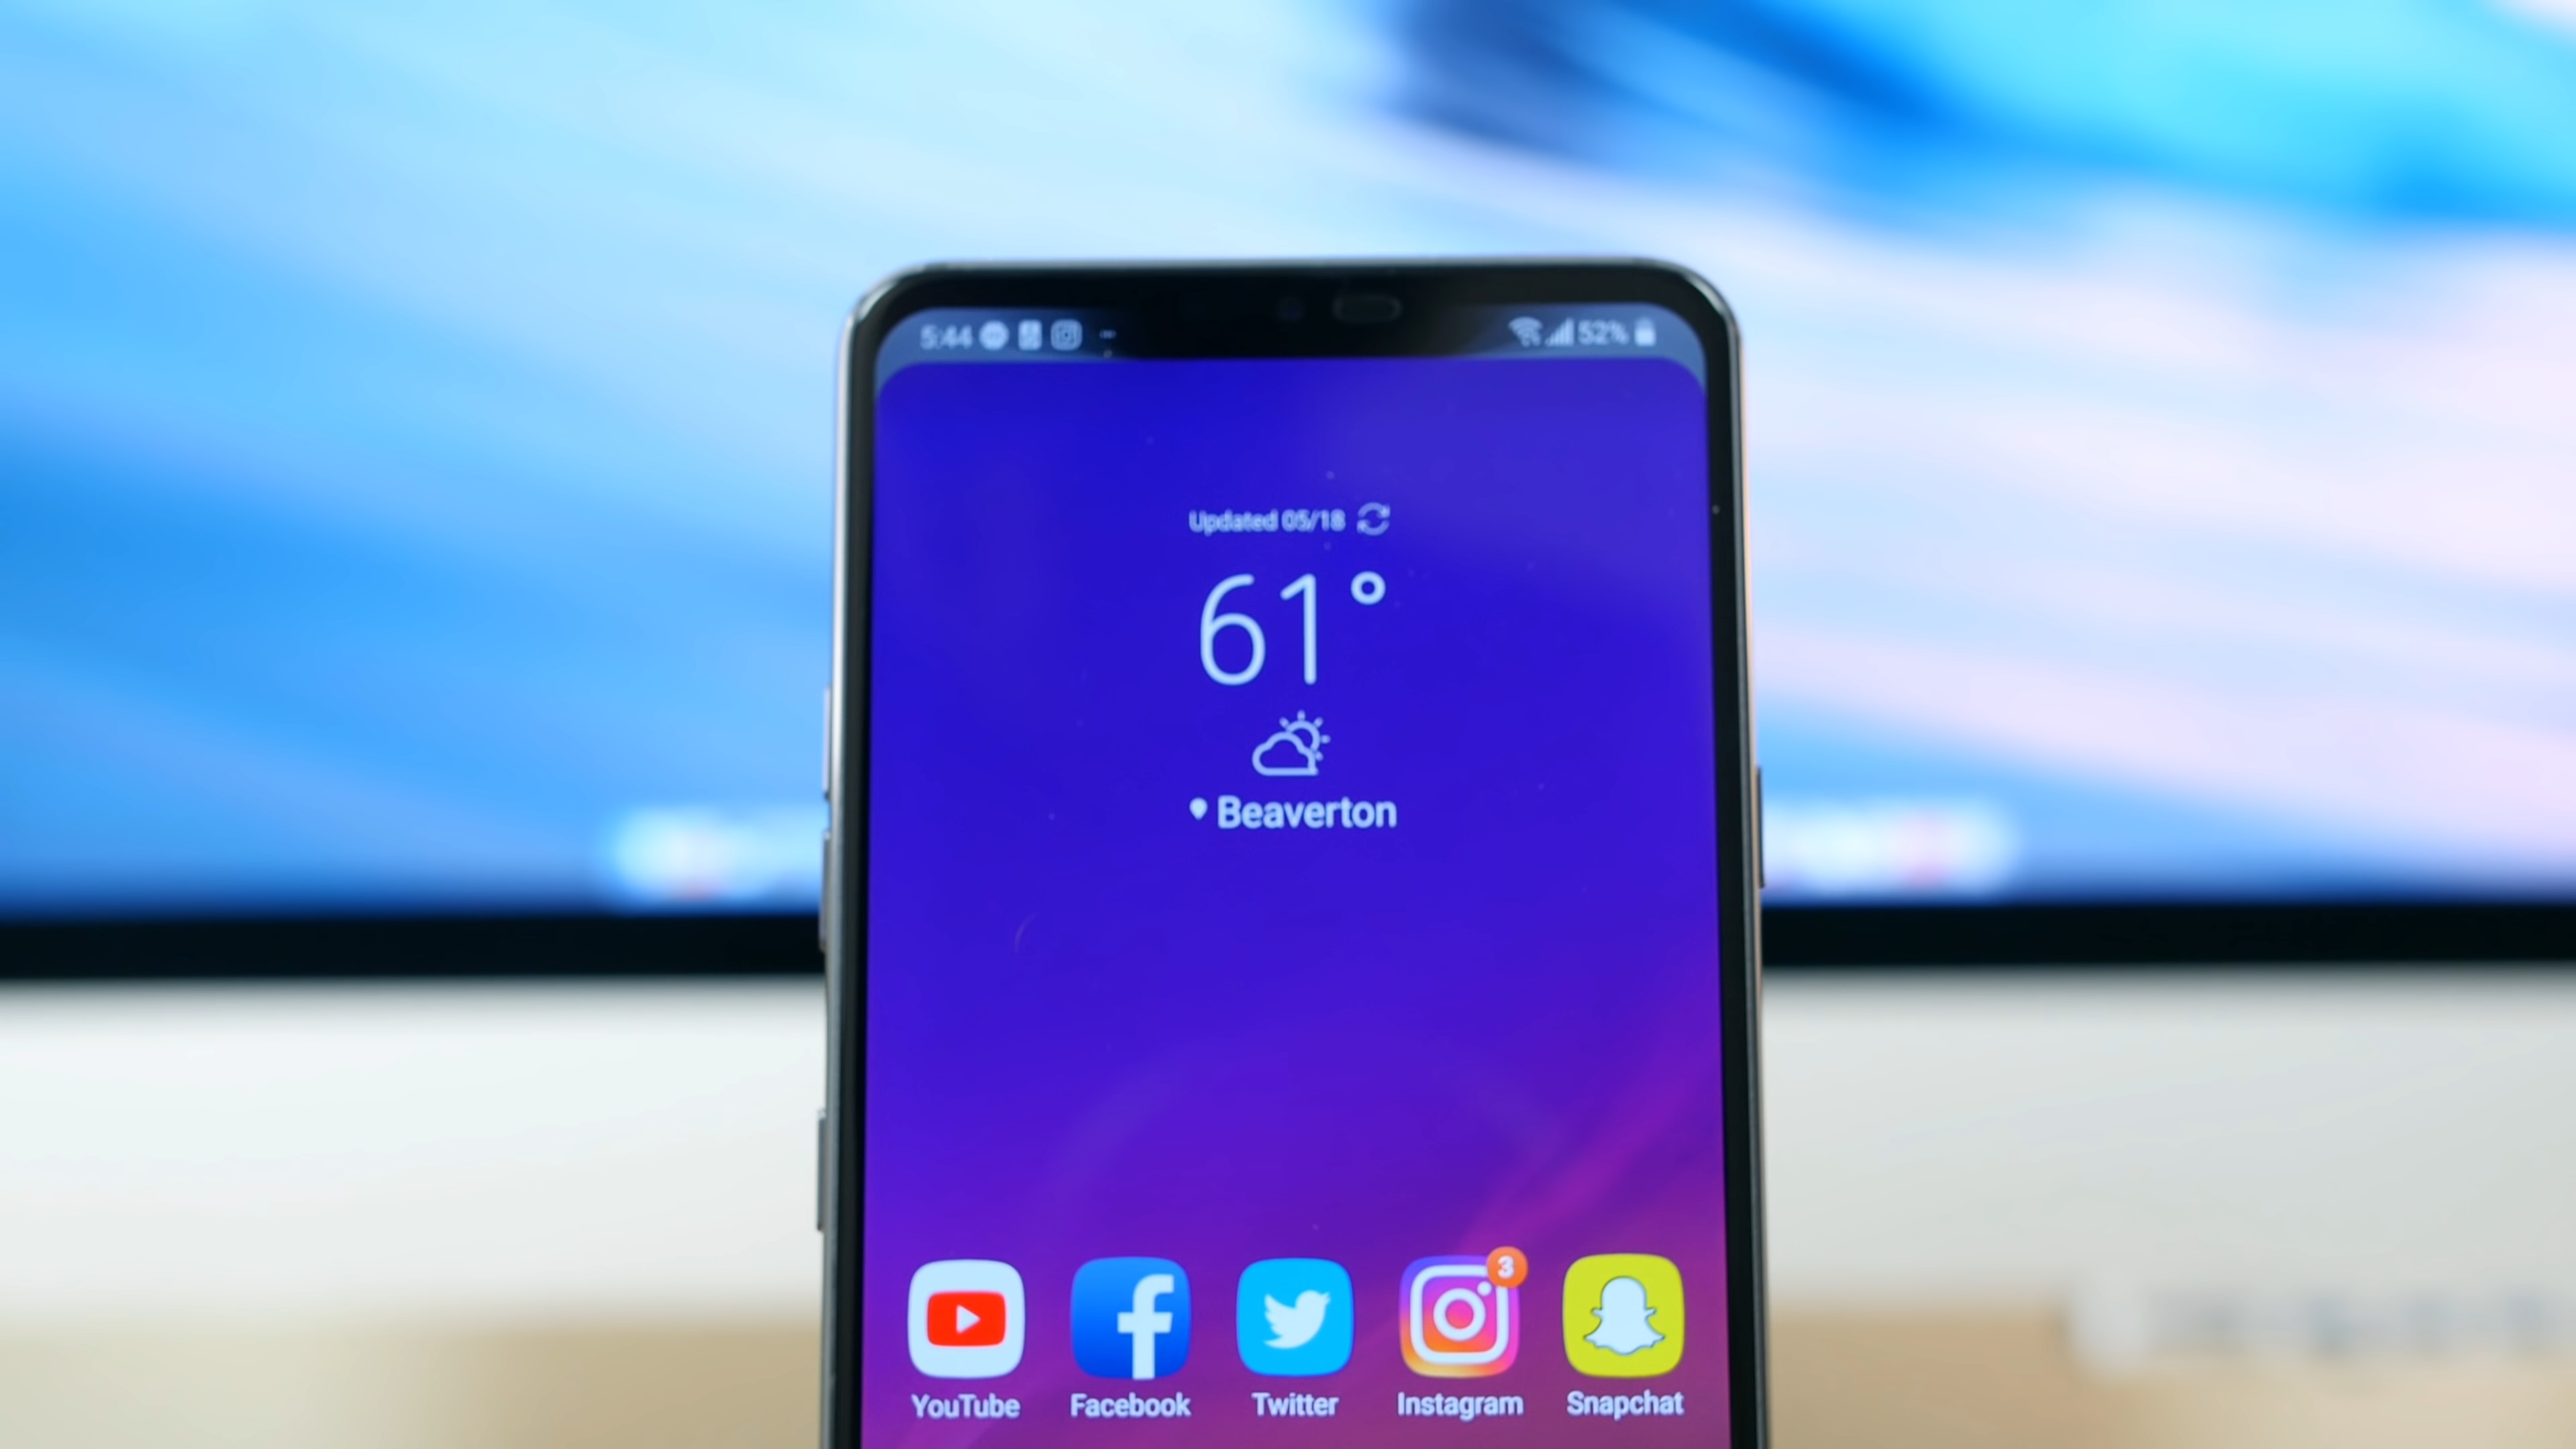 5:44 52%
Updated 05/18
61°
Beaverton
3
YouTube Facebook Twitter Instagram Snapchat